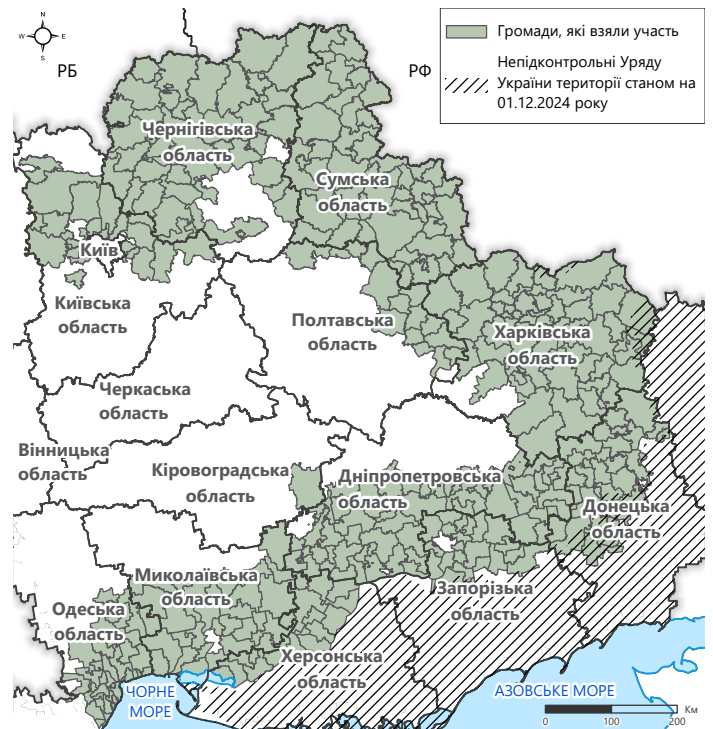 N
W
E
S
РБ
РФ
Громади, які взяли участь
Непідконтрольні Уряду
України території станом на
01.12.2024 року
Чернігівська
область
Сумська
область
Київ
Київська
область
Полтавська
область
Харківська
область
Черкаська
область
Вінницька
область
Кіровоградська
область
Дніпропетровська
область
Донецька
область
Миколаївська
область
Запорізька
область
Одеська
область
Херсонська
область
ЧОРНЕ
МОРЕ
АЗОВСЬКЕ МОРЕ
Км
0 100 200